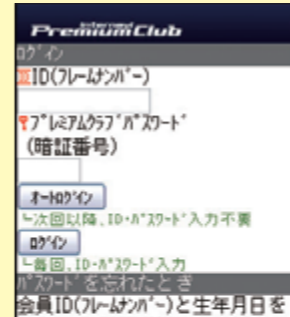 internet
Premium Club
ログイン
ID(フレームナンバー)
プレミアムクラブパスワード
(暗証番号)
オートログイン
┗次回以降、ID・パスワード入力不要
ログイン
┗毎回、ID・パスワード入力
パスワードを忘れたとき
会員ID(フレームナンバー)と生年月日を